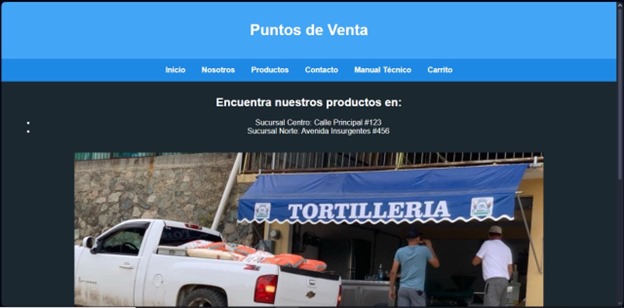 Puntos de Venta
Inicio Nosotros Productos Contacto Manual Técnico Carrito
Encuentra nuestros productos en:
Sucursal Centro: Calle Principal #123
Sucursal Norte: Avenida Insurgentes #456
TORTILLERIA